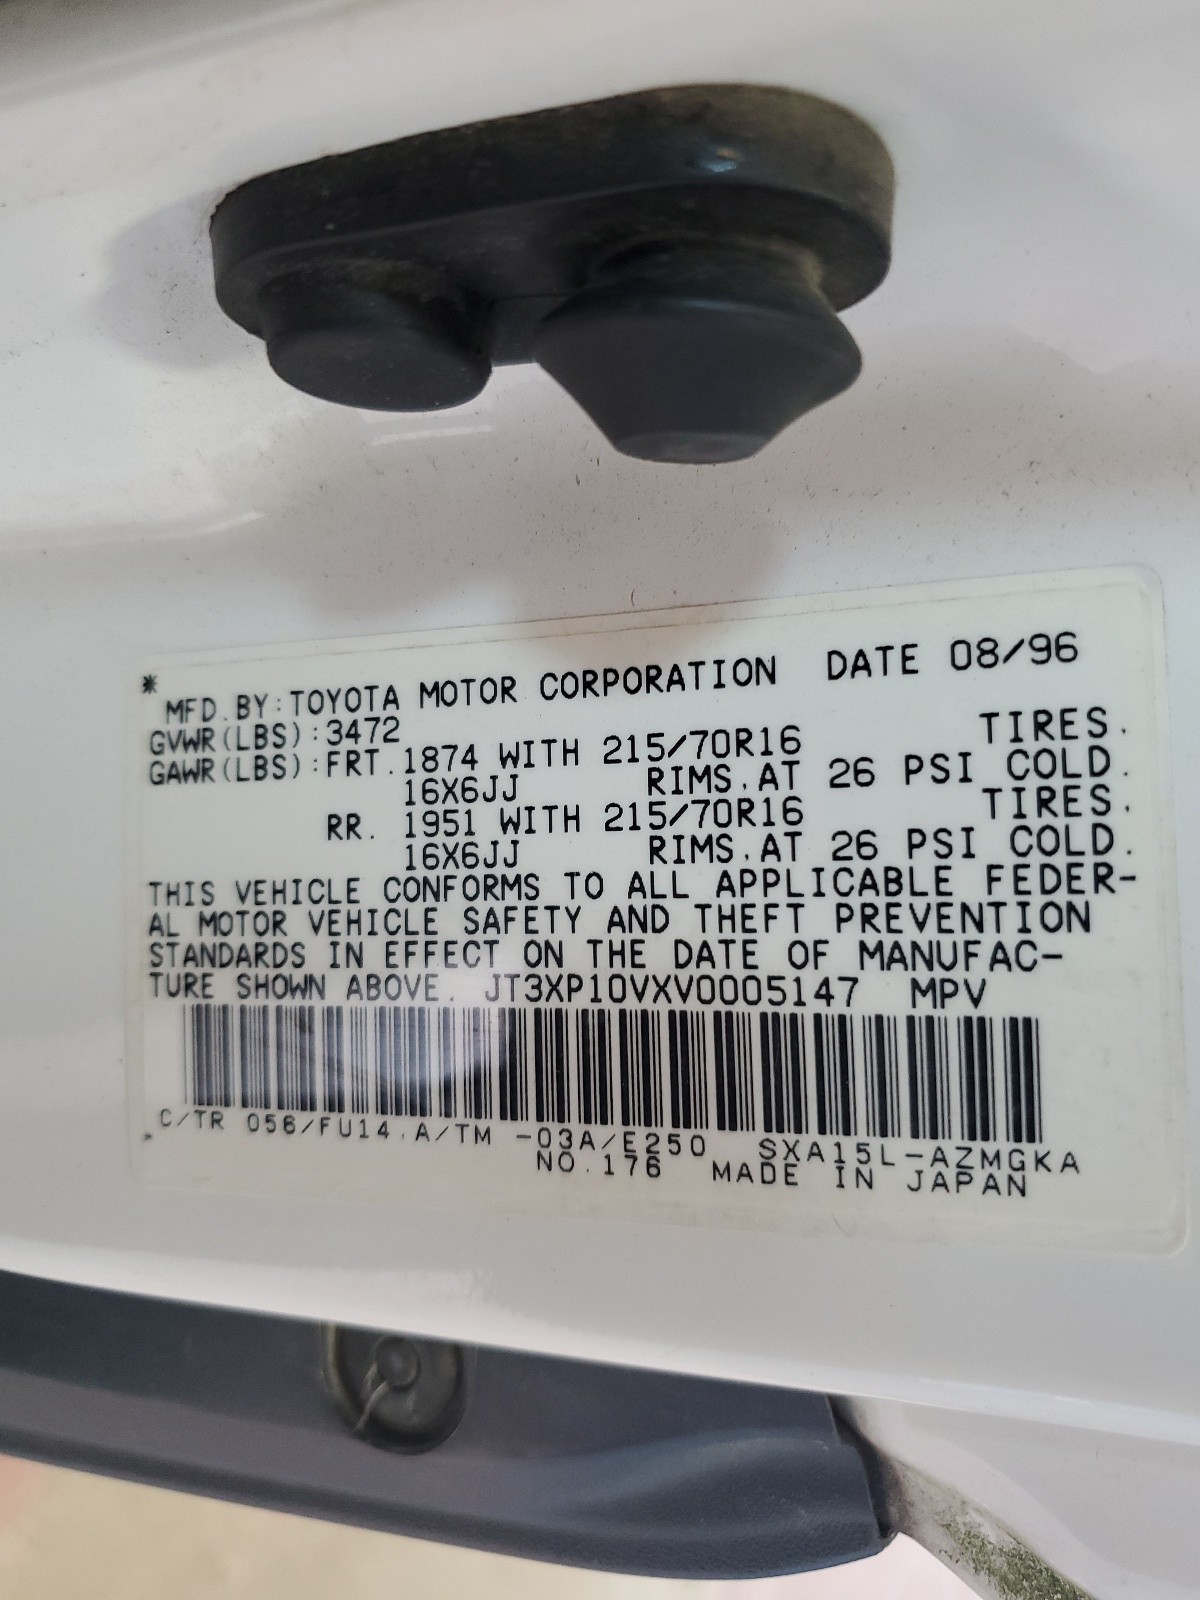 * MFD.BY:TOYOTA MOTOR CORPORATION DATE 08/96
GVWR(LBS):3472
GAWR(LBS):FRT.1874 WITH 215/70R16 TIRES.
16X6JJ RIMS.AT 26 PSI COLD.
RR. 1951 WITH 215/70R16 TIRES.
16X6JJ RIMS.AT 26 PSI COLD.
THIS VEHICLE CONFORMS TO ALL APPLICABLE FEDER-
AL MOTOR VEHICLE SAFETY AND THEFT PREVENTION
STANDARDS IN EFFECT ON THE DATE OF MANUFAC-
TURE SHOWN ABOVE. JT3XP10VXV0005147 MPV
C/TR 056/FU14.A/TM -03A/E250 SXA15L-AZMGKA
NO.176 MADE IN JAPAN